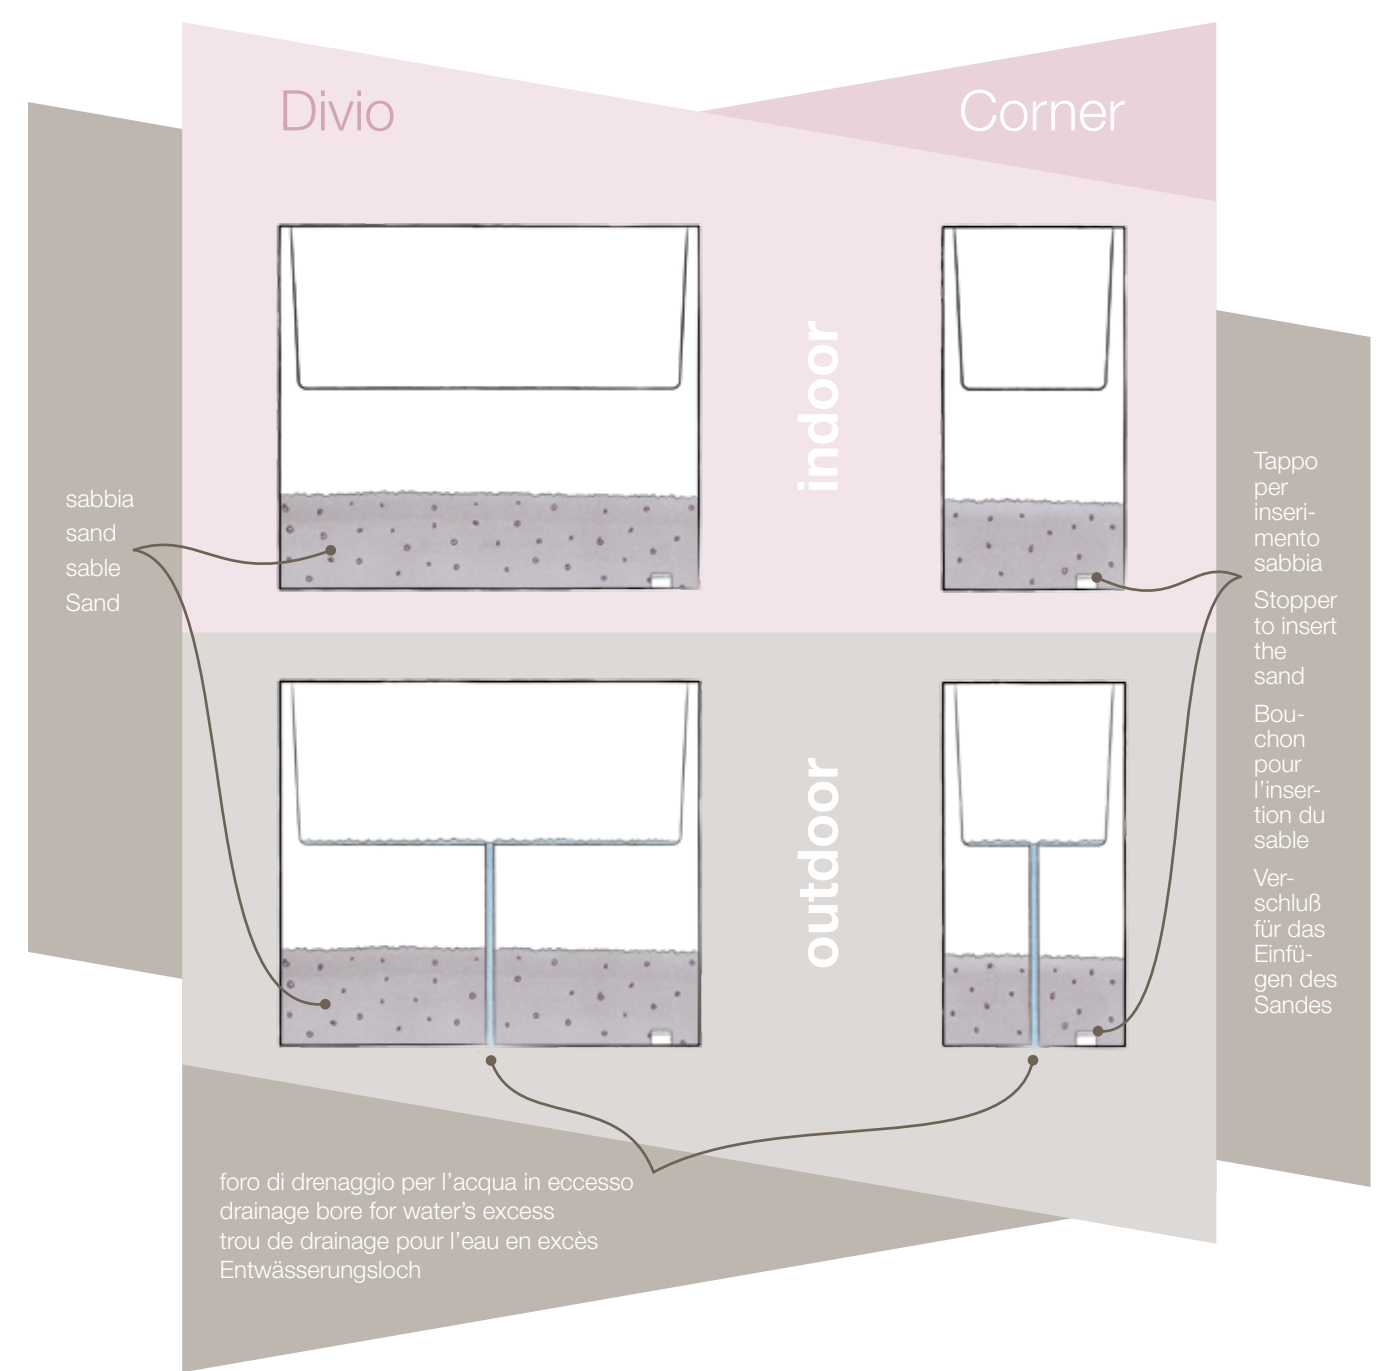 Divio
Corner
indoor
sabbia
sand
sable
Sand
Tappo
per
inseri-
mento
sabbia
Stopper
to insert
the
sand
Bou-
chon
pour
l’inser-
tion du
sable
Ver-
schluß
für das
Einfü-
gen des
Sandes
outdoor
foro di drenaggio per l’acqua in eccesso
drainage bore for water’s excess
trou de drainage pour l’eau en excès
Entwässerungsloch